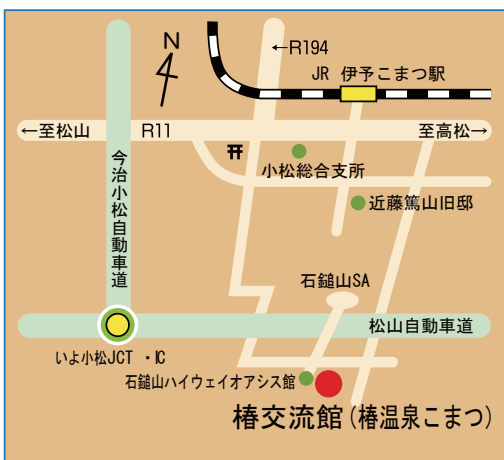 N
←R194
JR 伊予こまつ駅
←至松山
R11
至高松→
今治小松自動車道
小松総合支所
近藤篤山旧邸
石鎚山SA
松山自動車道
いよ小松JCT ・IC
石鎚山ハイウェイオアシス館
椿交流館(椿温泉こまつ)